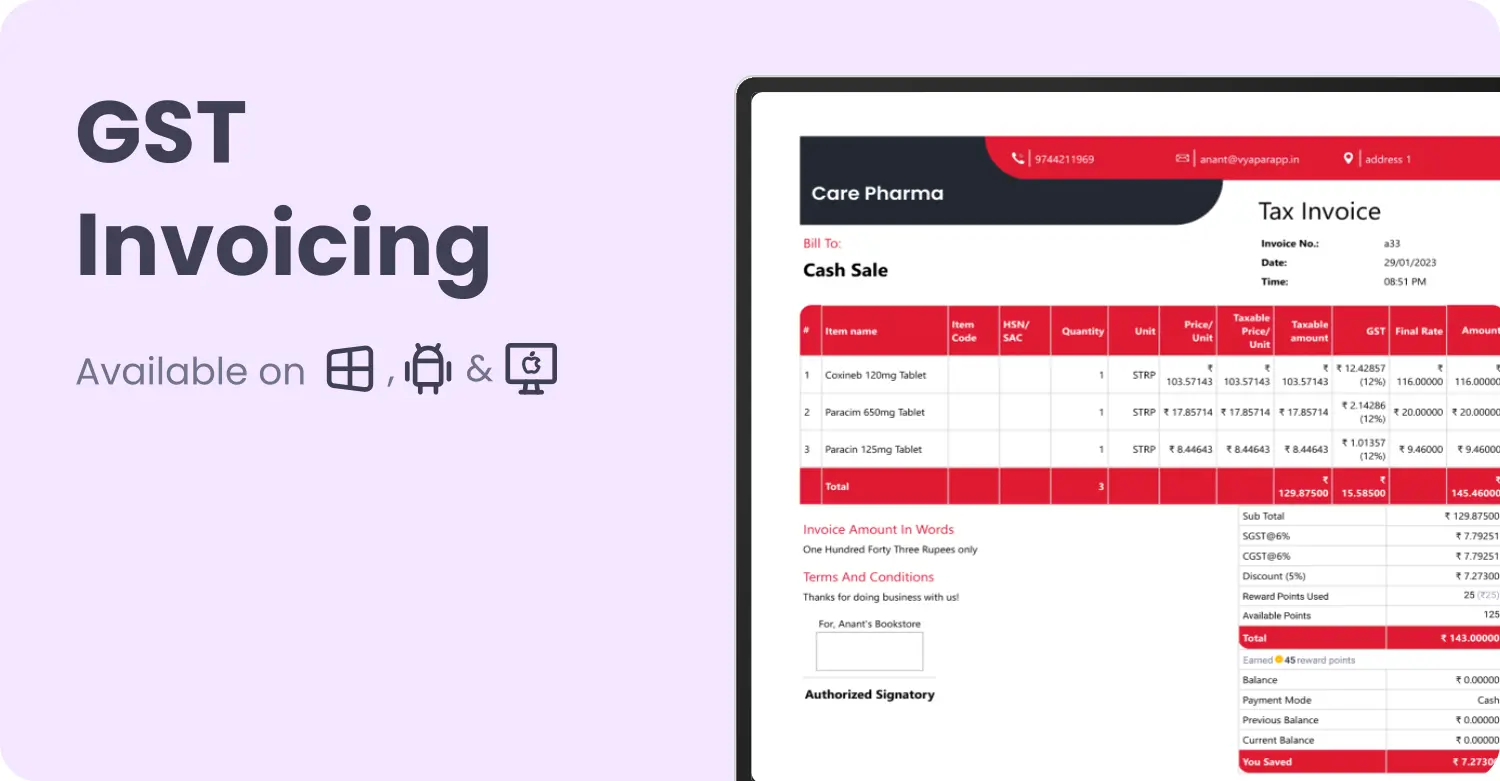 GST
Invoicing
Available on , &
9744211969 anant@vyaparapp.in address 1
Care Pharma
Tax Invoice
Invoice No.: a33
Date: 29/01/2023
Time: 08:51 PM
Bill To:
Cash Sale
# Item name Item Code HSN/ SAC Quantity Unit Price/ Unit Taxable Price/ Unit Taxable amount GST Final Rate Amount
1 Coxineb 120mg Tablet 1 STRP ₹ 103.57143 ₹ 103.57143 ₹ 103.57143 ₹ 12.42857 (12%) ₹ 116.00000 ₹ 116.00000
2 Paracim 650mg Tablet 1 STRP ₹ 17.85714 ₹ 17.85714 ₹ 17.85714 ₹ 2.14286 (12%) ₹ 20.00000 ₹ 20.00000
3 Paracin 125mg Tablet 1 STRP ₹ 8.44643 ₹ 8.44643 ₹ 8.44643 ₹ 1.01357 (12%) ₹ 9.46000 ₹ 9.46000
Total 3 ₹ 129.87500 ₹ 15.58500 ₹ 145.46000
Invoice Amount In Words
One Hundred Forty Three Rupees only
Terms And Conditions
Thanks for doing business with us!
For, Anant's Bookstore
Authorized Signatory
Sub Total ₹ 129.87500
SGST@6% ₹ 7.79251
CGST@6% ₹ 7.79251
Discount (5%) ₹ 7.27300
Reward Points Used 25 (₹25)
Available Points 125
Total ₹ 143.00000
Earned 45 reward points
Balance ₹ 0.00000
Payment Mode Cash
Previous Balance ₹ 0.00000
Current Balance ₹ 0.00000
You Saved ₹ 7.27300